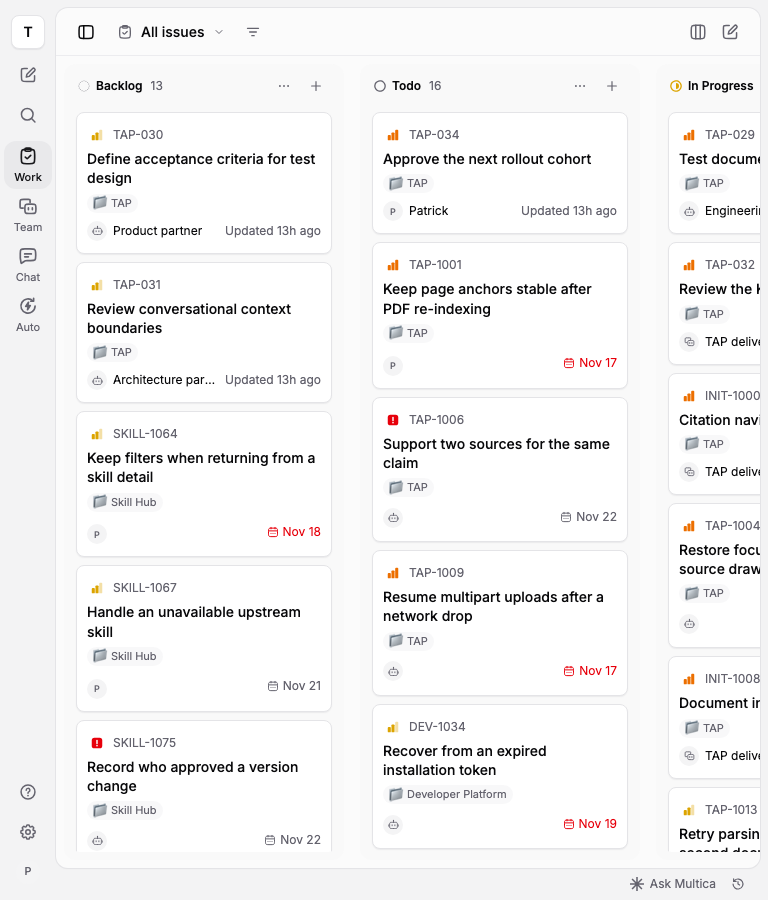 T
All issues
Work
Team
Chat
Auto
P
Backlog 13
TAP-030
Define acceptance criteria for test
design
TAP
Product partner Updated 13h ago
TAP-031
Review conversational context
boundaries
TAP
Architecture par... Updated 13h ago
SKILL-1064
Keep filters when returning from a
skill detail
Skill Hub
P Nov 18
SKILL-1067
Handle an unavailable upstream
skill
Skill Hub
P Nov 21
SKILL-1075
Record who approved a version
change
Skill Hub
Nov 22
Todo 16
TAP-034
Approve the next rollout cohort
TAP
P Patrick Updated 13h ago
TAP-1001
Keep page anchors stable after
PDF re-indexing
TAP
P Nov 17
TAP-1006
Support two sources for the same
claim
TAP
Nov 22
TAP-1009
Resume multipart uploads after a
network drop
TAP
Nov 17
DEV-1034
Recover from an expired
installation token
Developer Platform
Nov 19
In Progress
TAP-029
Test docume
TAP
Engineerin
TAP-032
Review the
TAP
TAP delive
INIT-1000
Citation navi
TAP
TAP delive
TAP-1004
Restore focu
source draw
TAP
INIT-1008
Document in
TAP
TAP delive
TAP-1013
Retry parsin
Ask Multica